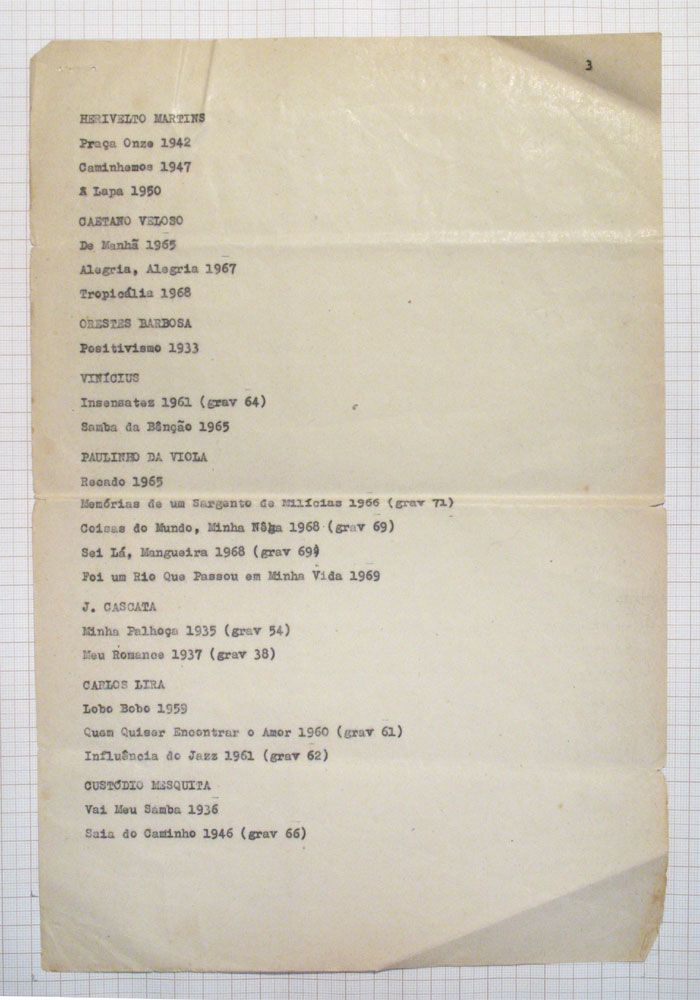 3
HERIVELTO MARTINS
Praça Onze 1942
Caminhemos 1947
A Lapa 1950
CAETANO VELOSO
De Manhã 1965
Alegria, Alegria 1967
Tropicália 1968
ORESTES BARBOSA
Positivismo 1933
VINÍCIUS
Insensatez 1961 (grav 64)
Samba da Bênção 1965
PAULINHO DA VIOLA
Recado 1965
Memórias de um Sargento de Milícias 1966 (grav 71)
Coisas do Mundo, Minha Nêga 1968 (grav 69)
Sei Lá, Mangueira 1968 (grav 69)
Foi um Rio Que Passou em Minha Vida 1969
J. CASCATA
Minha Palhoça 1935 (grav 54)
Meu Romance 1937 (grav 38)
CARLOS LIRA
Lobo Bobo 1959
Quem Quiser Encontrar o Amor 1960 (grav 61)
Influência do Jazz 1961 (grav 62)
CUSTÓDIO MESQUITA
Vai Meu Samba 1936
Saia do Caminho 1946 (grav 66)